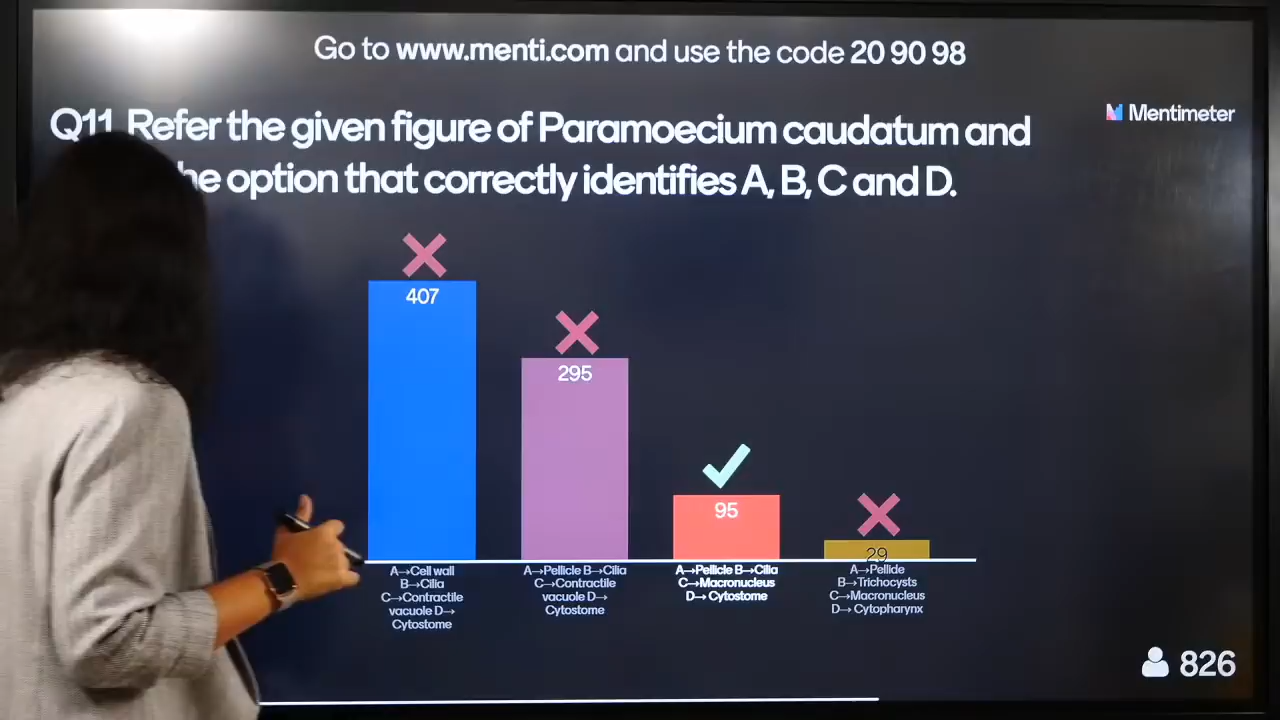 Go to www.menti.com and use the code 20 90 98
Mentimeter
Q11. Refer the given figure of Paramoecium caudatum and
he option that correctly identifies A, B, C and D.
407
295
95
29
A→Cell wall
B→Cilia
C→Contractile
vacuole D→
Cytostome
A→Pellicle B→Cilia
C→Contractile
vacuole D→
Cytostome
A→Pellicle B→Cilia
C→Macronucleus
D→ Cytostome
A→Pellide
B→Trichocysts
C→Macronucleus
D→ Cytopharynx
826